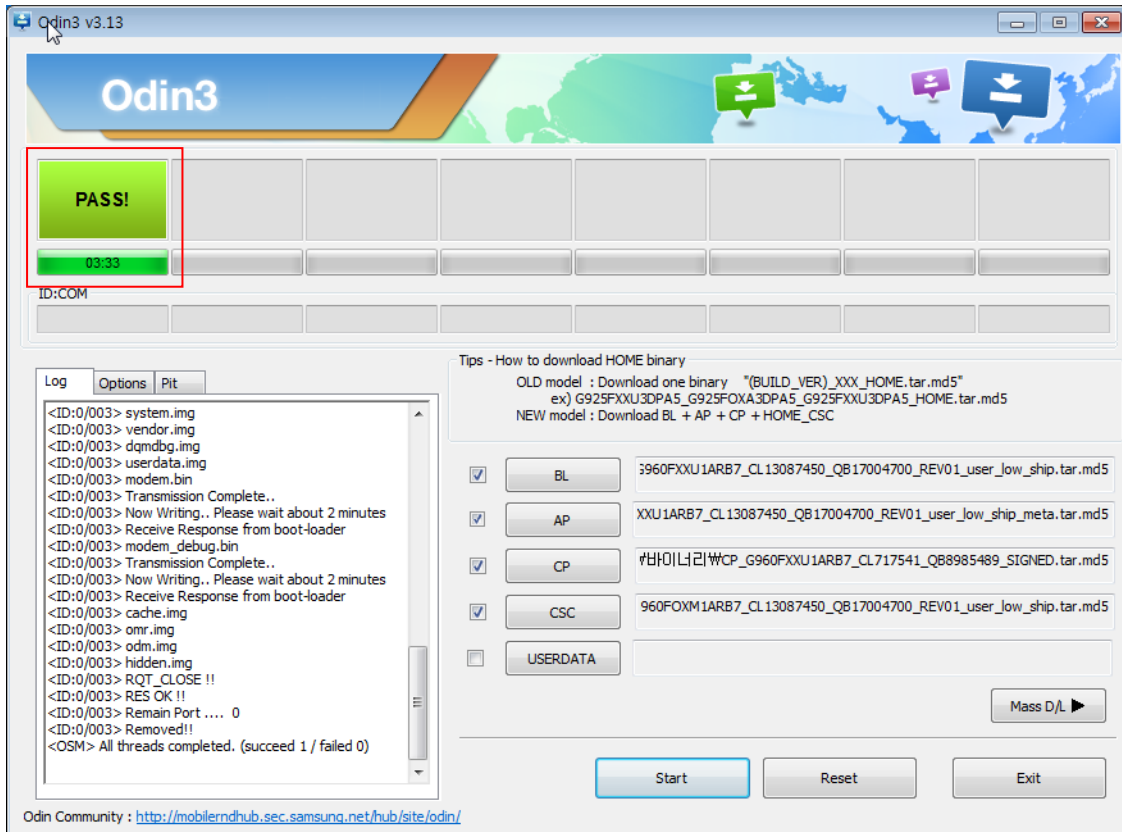 Odin3 v3.13
Odin3
PASS!
03:33
ID:COM
Log
Options
Pit
<ID:0/003> system.img
<ID:0/003> vendor.img
<ID:0/003> dqmdbg.img
<ID:0/003> userdata.img
<ID:0/003> modem.bin
<ID:0/003> Transmission Complete..
<ID:0/003> Now Writing.. Please wait about 2 minutes
<ID:0/003> Receive Response from boot-loader
<ID:0/003> modem_debug.bin
<ID:0/003> Transmission Complete..
<ID:0/003> Now Writing.. Please wait about 2 minutes
<ID:0/003> Receive Response from boot-loader
<ID:0/003> cache.img
<ID:0/003> omr.img
<ID:0/003> odm.img
<ID:0/003> hidden.img
<ID:0/003> RQT_CLOSE !!
<ID:0/003> RES OK !!
<ID:0/003> Remain Port .... 0
<ID:0/003> Removed!!
<OSM> All threads completed. (succeed 1 / failed 0)
Tips - How to download HOME binary
OLD model : Download one binary "(BUILD_VER)_XXX_HOME.tar.md5"
ex) G925FXXU3DPA5_G925FOXA3DPA5_G925FXXU3DPA5_HOME.tar.md5
NEW model : Download BL + AP + CP + HOME_CSC
BL 960FXXU1ARB7_CL13087450_QB17004700_REV01_user_low_ship.tar.md5
AP XXU1ARB7_CL13087450_QB17004700_REV01_user_low_ship_meta.tar.md5
CP 바이너리₩CP_G960FXXU1ARB7_CL717541_QB8985489_SIGNED.tar.md5
CSC 960FOXM1ARB7_CL13087450_QB17004700_REV01_user_low_ship.tar.md5
USERDATA
Mass D/L
Start Reset Exit
Odin Community : http://mobilerndhub.sec.samsung.net/hub/site/odin/